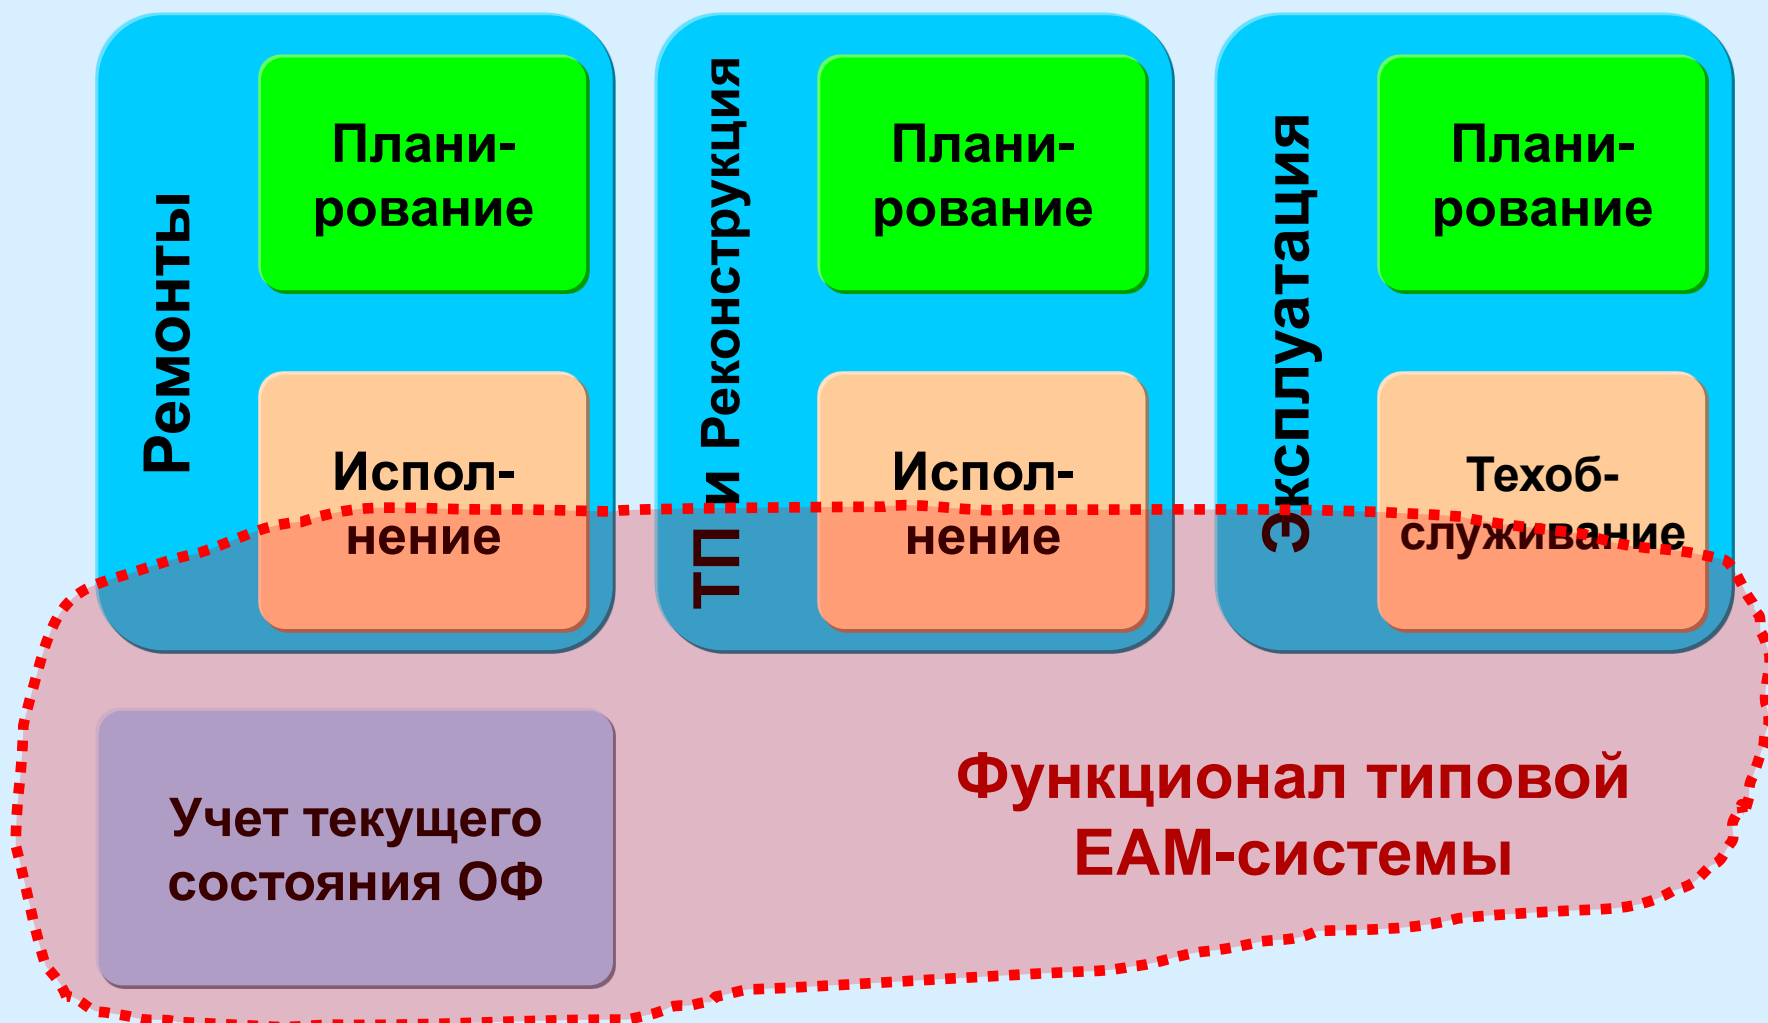 Ремонты
Плани-
рование
Испол-
нение
ТП и Реконструкция
Плани-
рование
Испол-
нение
Эксплуатация
Плани-
рование
Техоб-
служивание
Учет текущего
состояния ОФ
Функционал типовой
EAM-системы